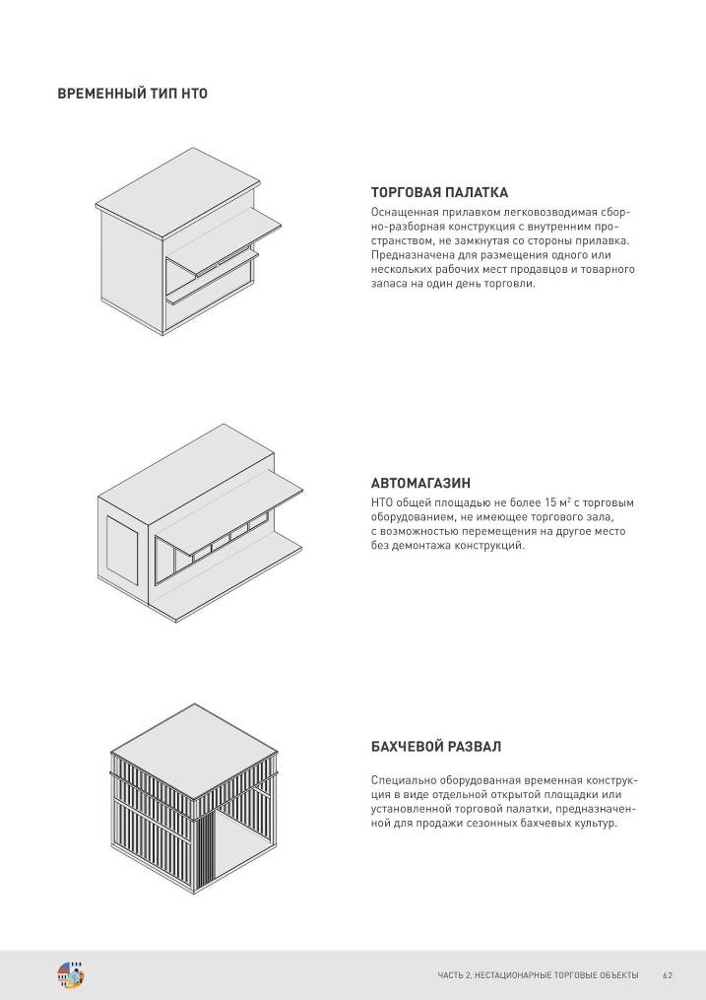 ВРЕМЕННЫЙ ТИП НТО
ТОРГОВАЯ ПАЛАТКА
Оснащенная прилавком легковозводимая сбор-
но-разборная конструкция с внутренним про-
странством, не замкнутая со стороны прилавка.
Предназначена для размещения одного или
нескольких рабочих мест продавцов и товарного
запаса на один день торговли.
АВТОМАГАЗИН
НТО общей площадью не более 15 м² с торговым
оборудованием, не имеющее торгового зала,
с возможностью перемещения на другое место
без демонтажа конструкций.
БАХЧЕВОЙ РАЗВАЛ
Специально оборудованная временная конструк-
ция в виде отдельной открытой площадки или
установленной торговой палатки, предназначен-
ной для продажи сезонных бахчевых культур.
ЧАСТЬ 2. НЕСТАЦИОНАРНЫЕ ТОРГОВЫЕ ОБЪЕКТЫ 62